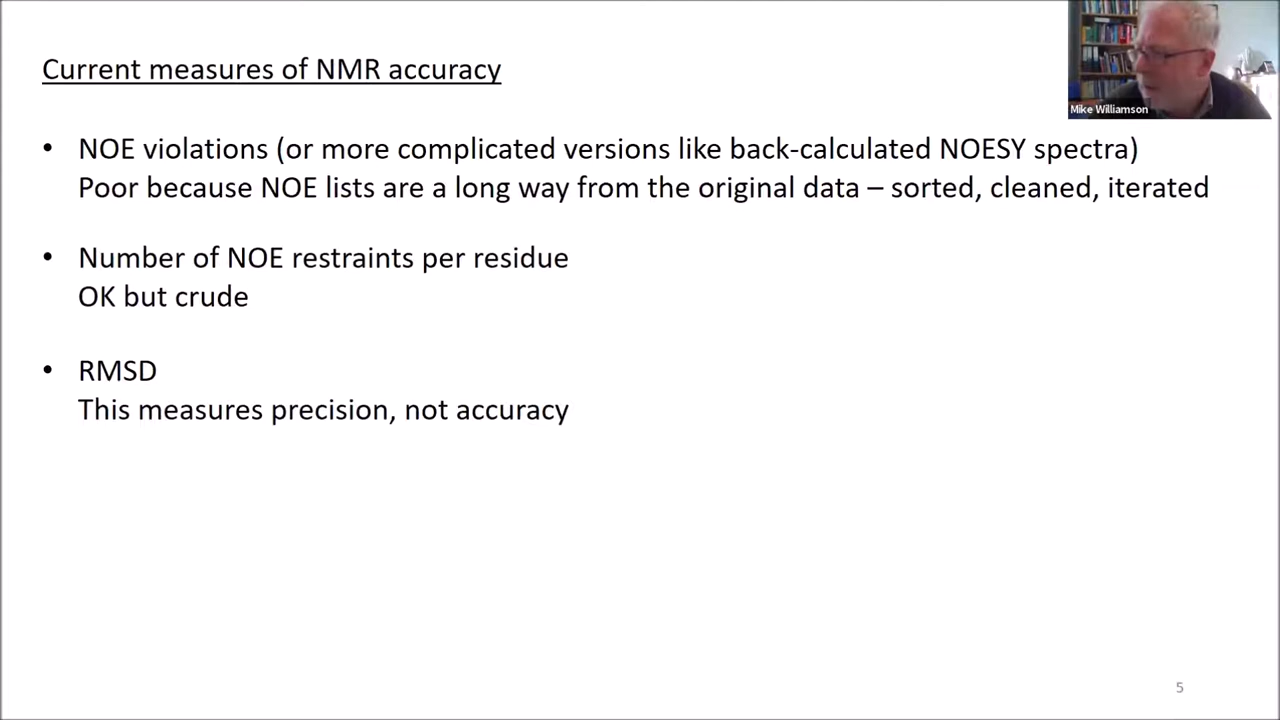 Current measures of NMR accuracy
Mike Williamson
• NOE violations (or more complicated versions like back-calculated NOESY spectra)
Poor because NOE lists are a long way from the original data – sorted, cleaned, iterated
• Number of NOE restraints per residue
OK but crude
• RMSD
This measures precision, not accuracy
5